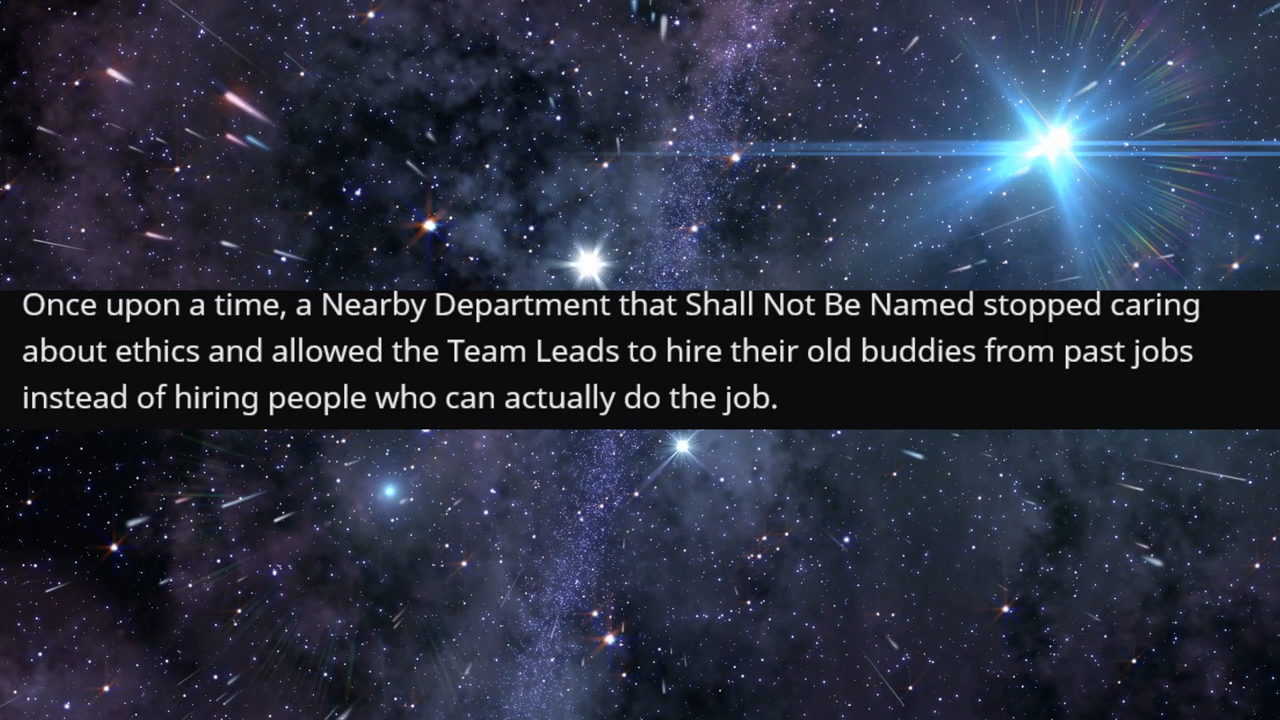 Once upon a time, a Nearby Department that Shall Not Be Named stopped caring
about ethics and allowed the Team Leads to hire their old buddies from past jobs
instead of hiring people who can actually do the job.